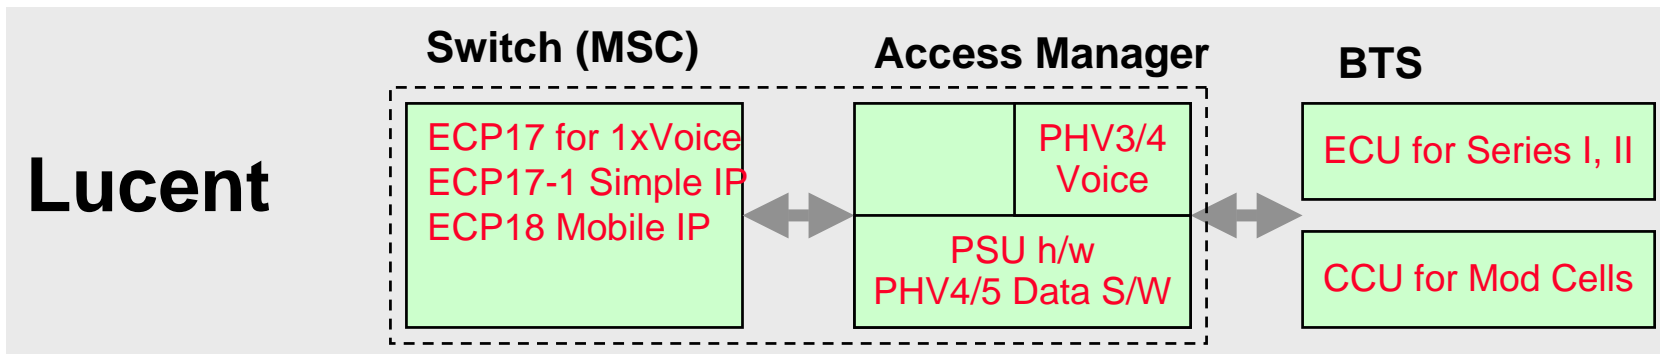 Lucent
Switch (MSC)
ECP17 for 1xVoice
ECP17-1 Simple IP
ECP18 Mobile IP
Access Manager
PHV3/4
Voice
PSU h/w
PHV4/5 Data S/W
BTS
ECU for Series I, II
CCU for Mod Cells